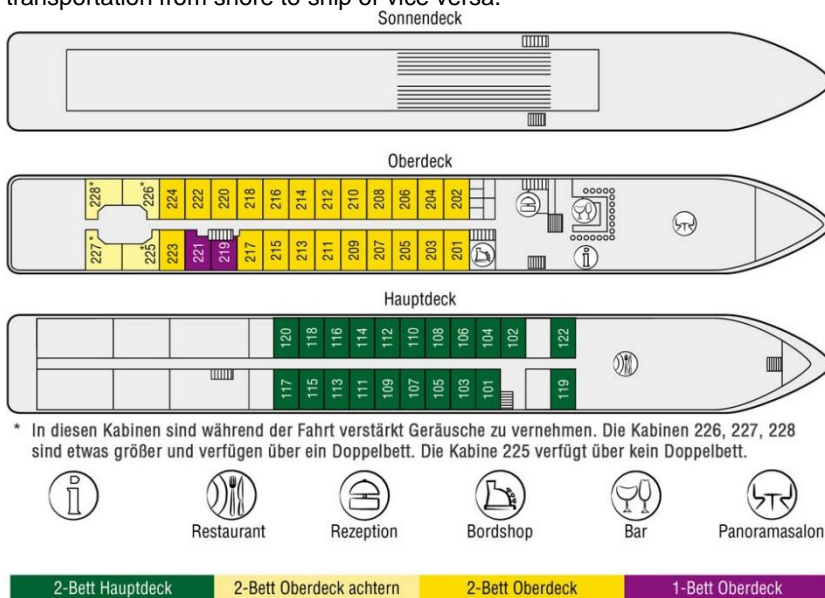 transportation from shore to ship or vice versa.
Sonnendeck
Oberdeck
228* 226* 224 222 220 218 216 214 212 210 208 206 204 202
227* 225* 223 221 219 217 215 213 211 209 207 205 203 201
Hauptdeck
120 118 116 114 112 110 108 106 104 102 122
117 115 113 111 109 107 105 103 101 119
* In diesen Kabinen sind während der Fahrt verstärkt Geräusche zu vernehmen. Die Kabinen 226, 227, 228
sind etwas größer und verfügen über ein Doppelbett. Die Kabine 225 verfügt über kein Doppelbett.
Restaurant Rezeption Bordshop Bar Panoramasalon
2-Bett Hauptdeck 2-Bett Oberdeck achtern 2-Bett Oberdeck 1-Bett Oberdeck